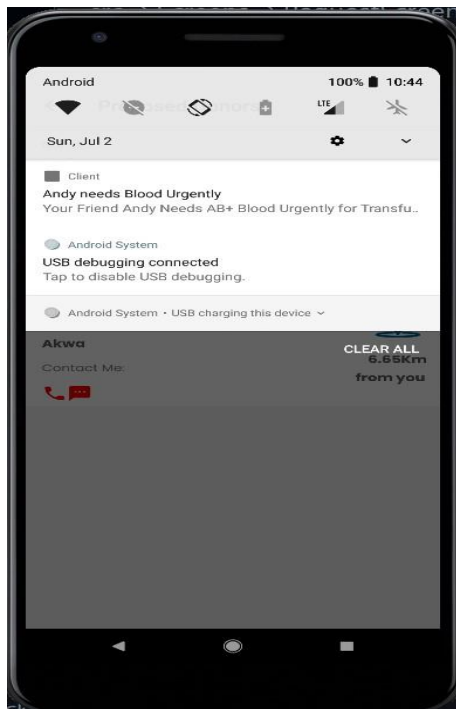 Android 100% 10:44
LTE
Sun, Jul 2
Client
Andy needs Blood Urgently
Your Friend Andy Needs AB+ Blood Urgently for Transfu..
Android System
USB debugging connected
Tap to disable USB debugging.
Android System • USB charging this device
Akwa
CLEAR ALL
6.65Km
Contact Me:
from you